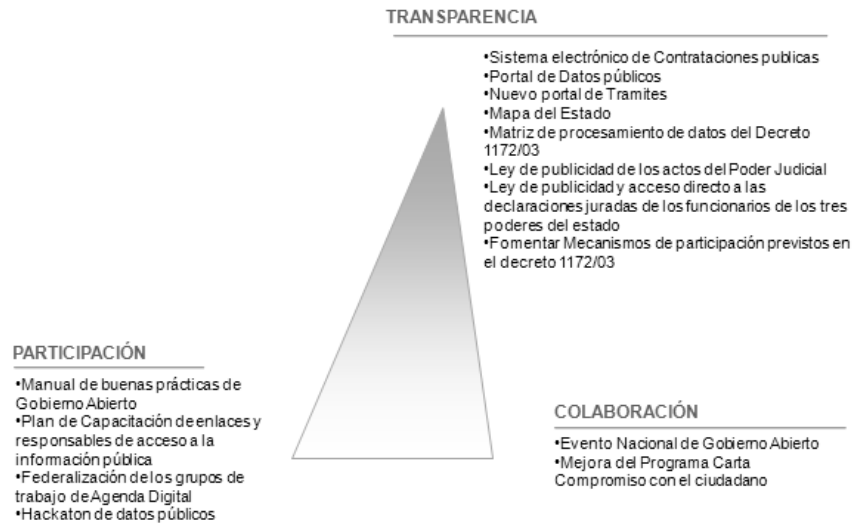 TRANSPARENCIA
•Sistema electrónico de Contrataciones publicas
•Portal de Datos públicos
•Nuevo portal de Tramites
•Mapa del Estado
•Matriz de procesamiento de datos del Decreto
1172/03
•Ley de publicidad de los actos del Poder Judicial
•Ley de publicidad y acceso directo a las
declaraciones juradas de los funcionarios de los tres
poderes del estado
•Fomentar Mecanismos de participación previstos en
el decreto 1172/03
PARTICIPACIÓN
•Manual de buenas prácticas de
Gobierno Abierto
•Plan de Capacitación de enlaces y
responsables de acceso a la
información pública
•Federalización de los grupos de
trabajo de Agenda Digital
•Hackaton de datos públicos
COLABORACIÓN
•Evento Nacional de Gobierno Abierto
•Mejora del Programa Carta
Compromiso con el ciudadano